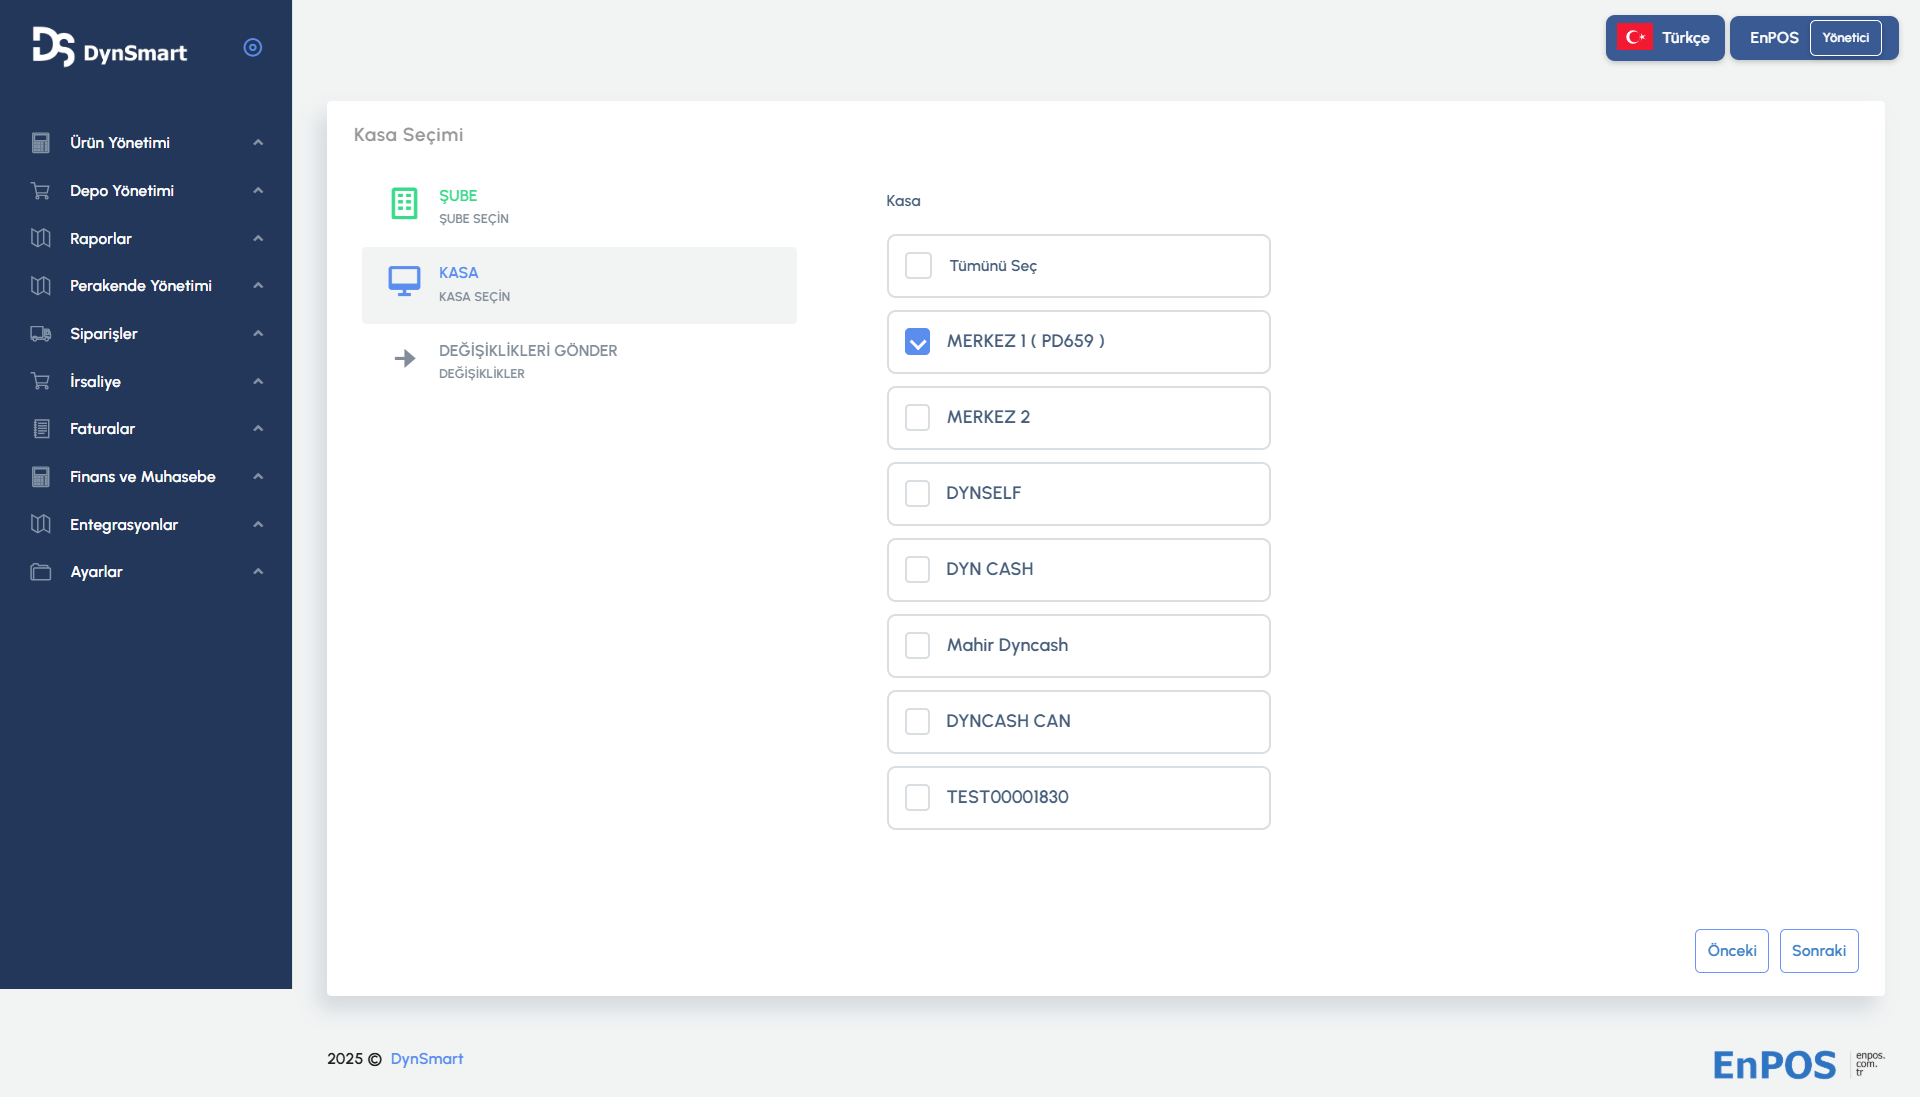 DS DynSmart
Türkçe
EnPOS Yönetici
Ürün Yönetimi
Depo Yönetimi
Raporlar
Perakende Yönetimi
Siparişler
İrsaliye
Faturalar
Finans ve Muhasebe
Entegrasyonlar
Ayarlar
Kasa Seçimi
ŞUBE
ŞUBE SEÇİN
KASA
KASA SEÇİN
DEĞİŞİKLİKLERİ GÖNDER
DEĞİŞİKLİKLER
Kasa
Tümünü Seç
MERKEZ 1 ( PD659 )
MERKEZ 2
DYNSELF
DYN CASH
Mahir Dyncash
DYNCASH CAN
TEST00001830
Önceki Sonraki
2025 © DynSmart
EnPOS
enpos.
com.
tr